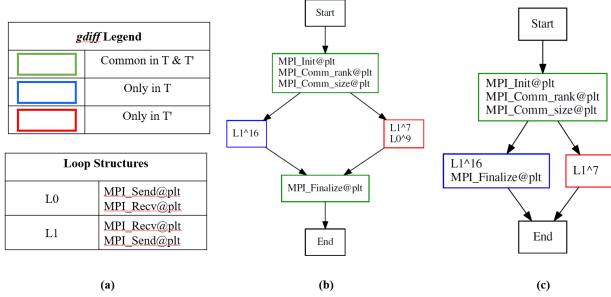 gdiff Legend
Common in T & T'
Only in T
Only in T'
Loop Structures
L0
MPI_Send@plt
MPI_Recv@plt
L1
MPI_Recv@plt
MPI_Send@plt
(a)
Start
MPI_Init@plt
MPI_Comm_rank@plt
MPI_Comm_size@plt
L1^16
L1^7
L0^9
MPI_Finalize@plt
End
(b)
Start
MPI_Init@plt
MPI_Comm_rank@plt
MPI_Comm_size@plt
L1^16
MPI_Finalize@plt
L1^7
End
(c)